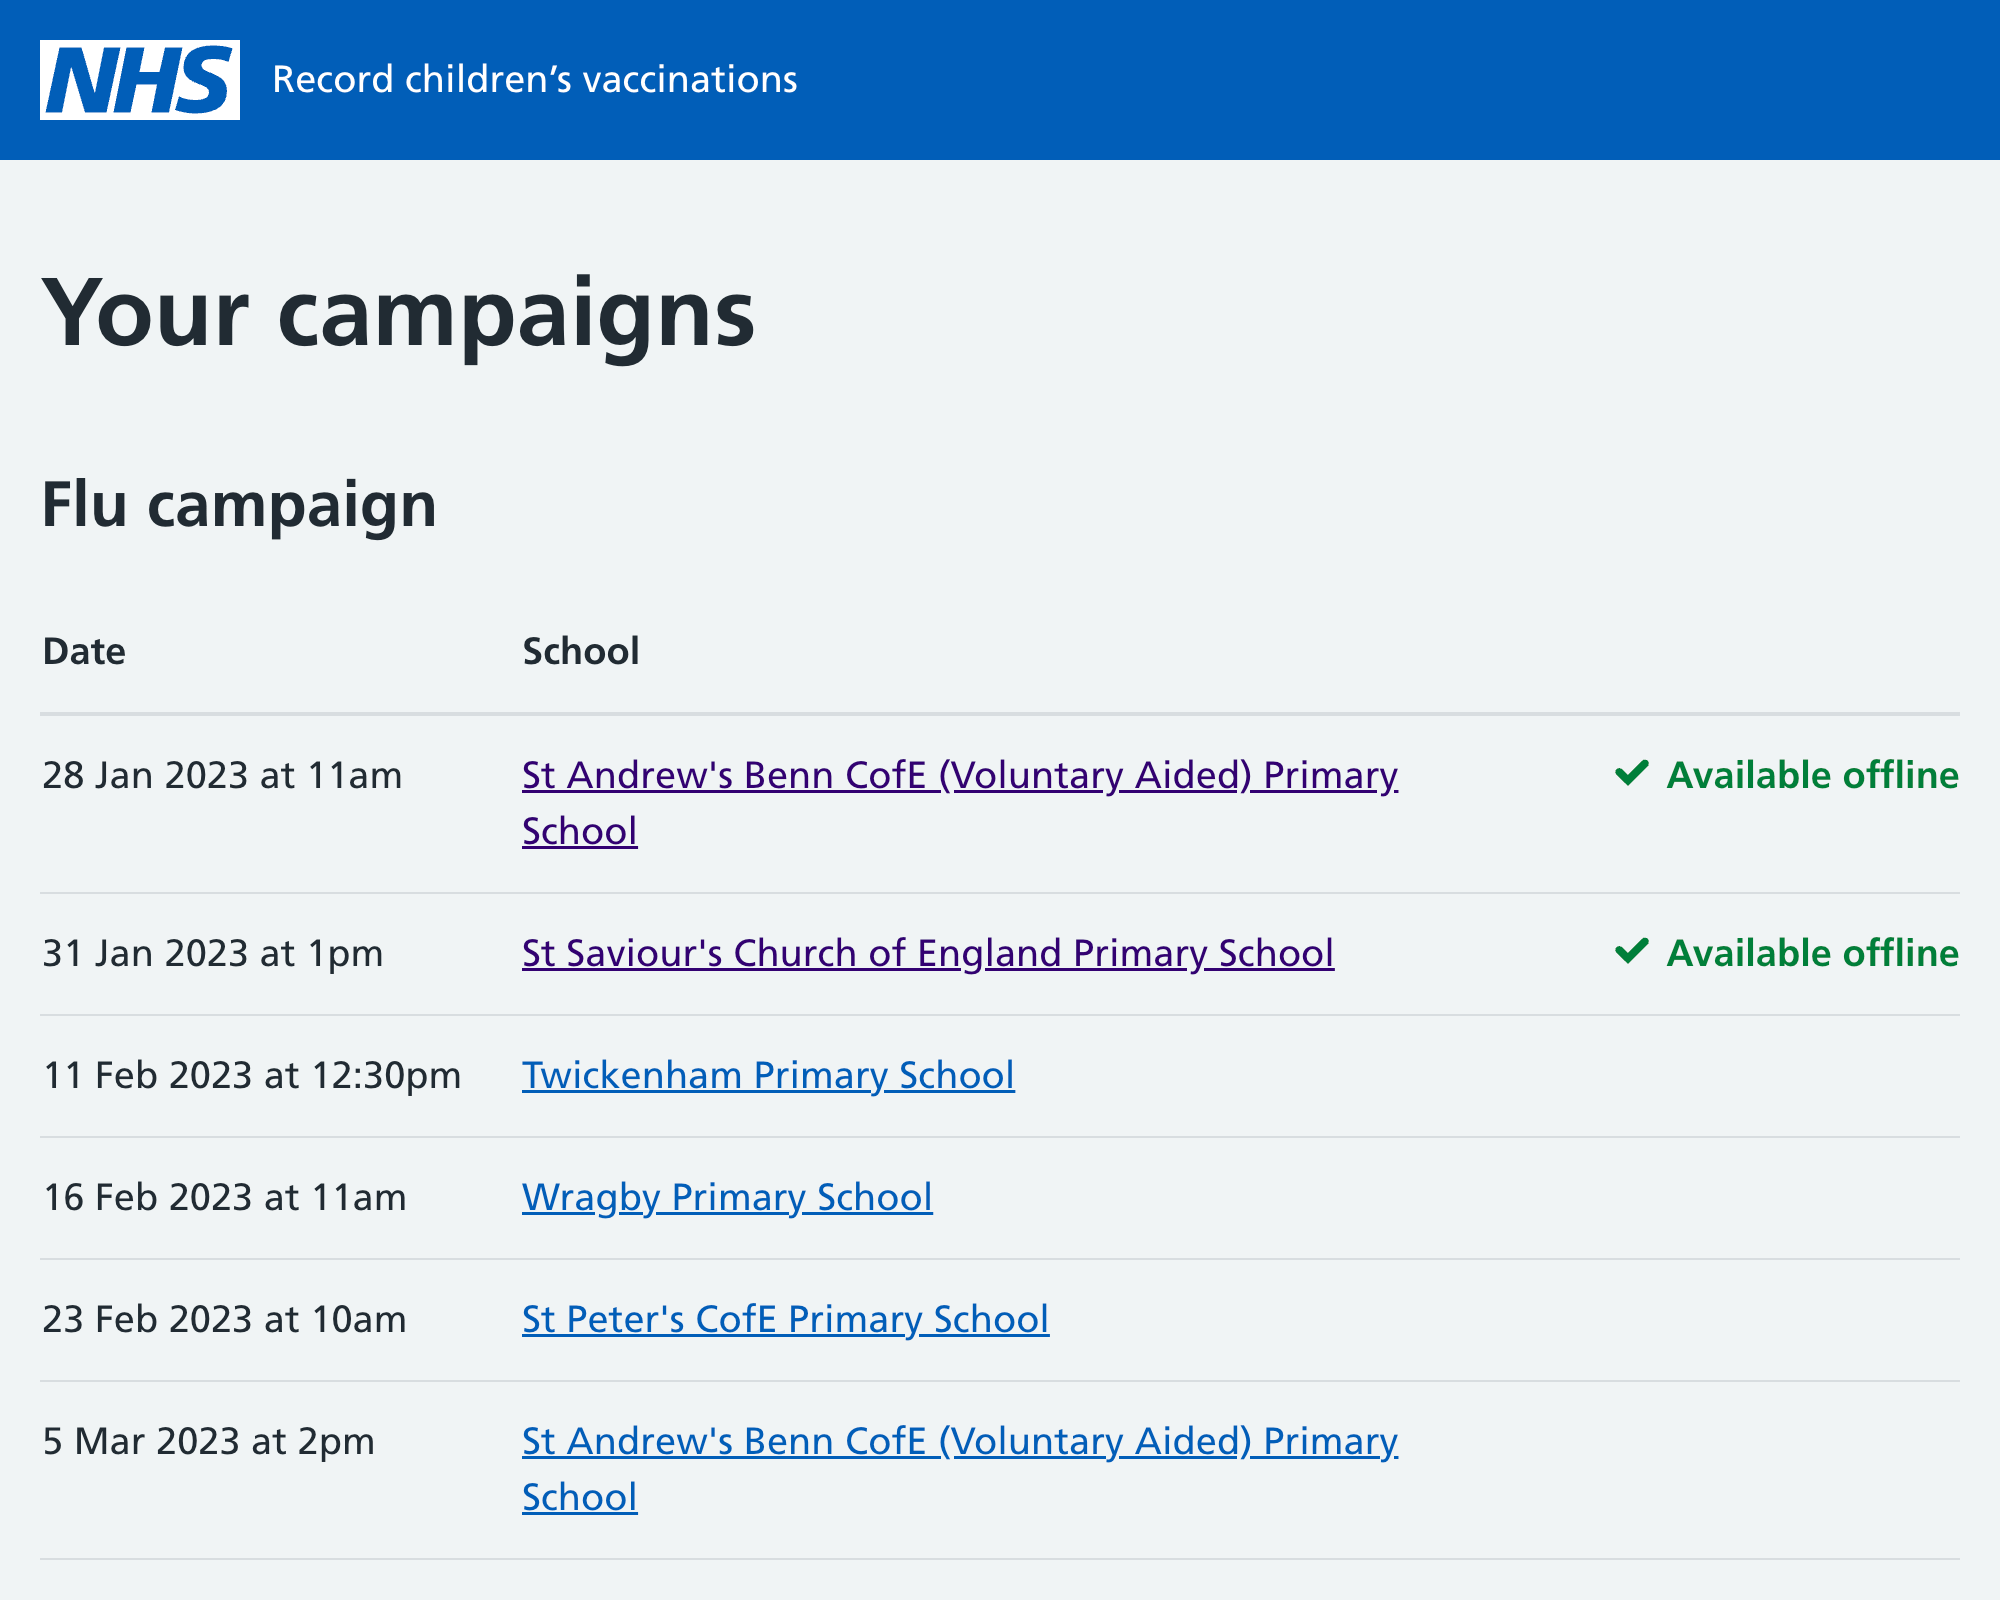 NHS Record children’s vaccinations
Your campaigns
Flu campaign
Date School
28 Jan 2023 at 11am St Andrew's Benn CofE (Voluntary Aided) Primary ✔ Available offline
School
31 Jan 2023 at 1pm St Saviour's Church of England Primary School ✔ Available offline
11 Feb 2023 at 12:30pm Twickenham Primary School
16 Feb 2023 at 11am Wragby Primary School
23 Feb 2023 at 10am St Peter's CofE Primary School
5 Mar 2023 at 2pm St Andrew's Benn CofE (Voluntary Aided) Primary
School